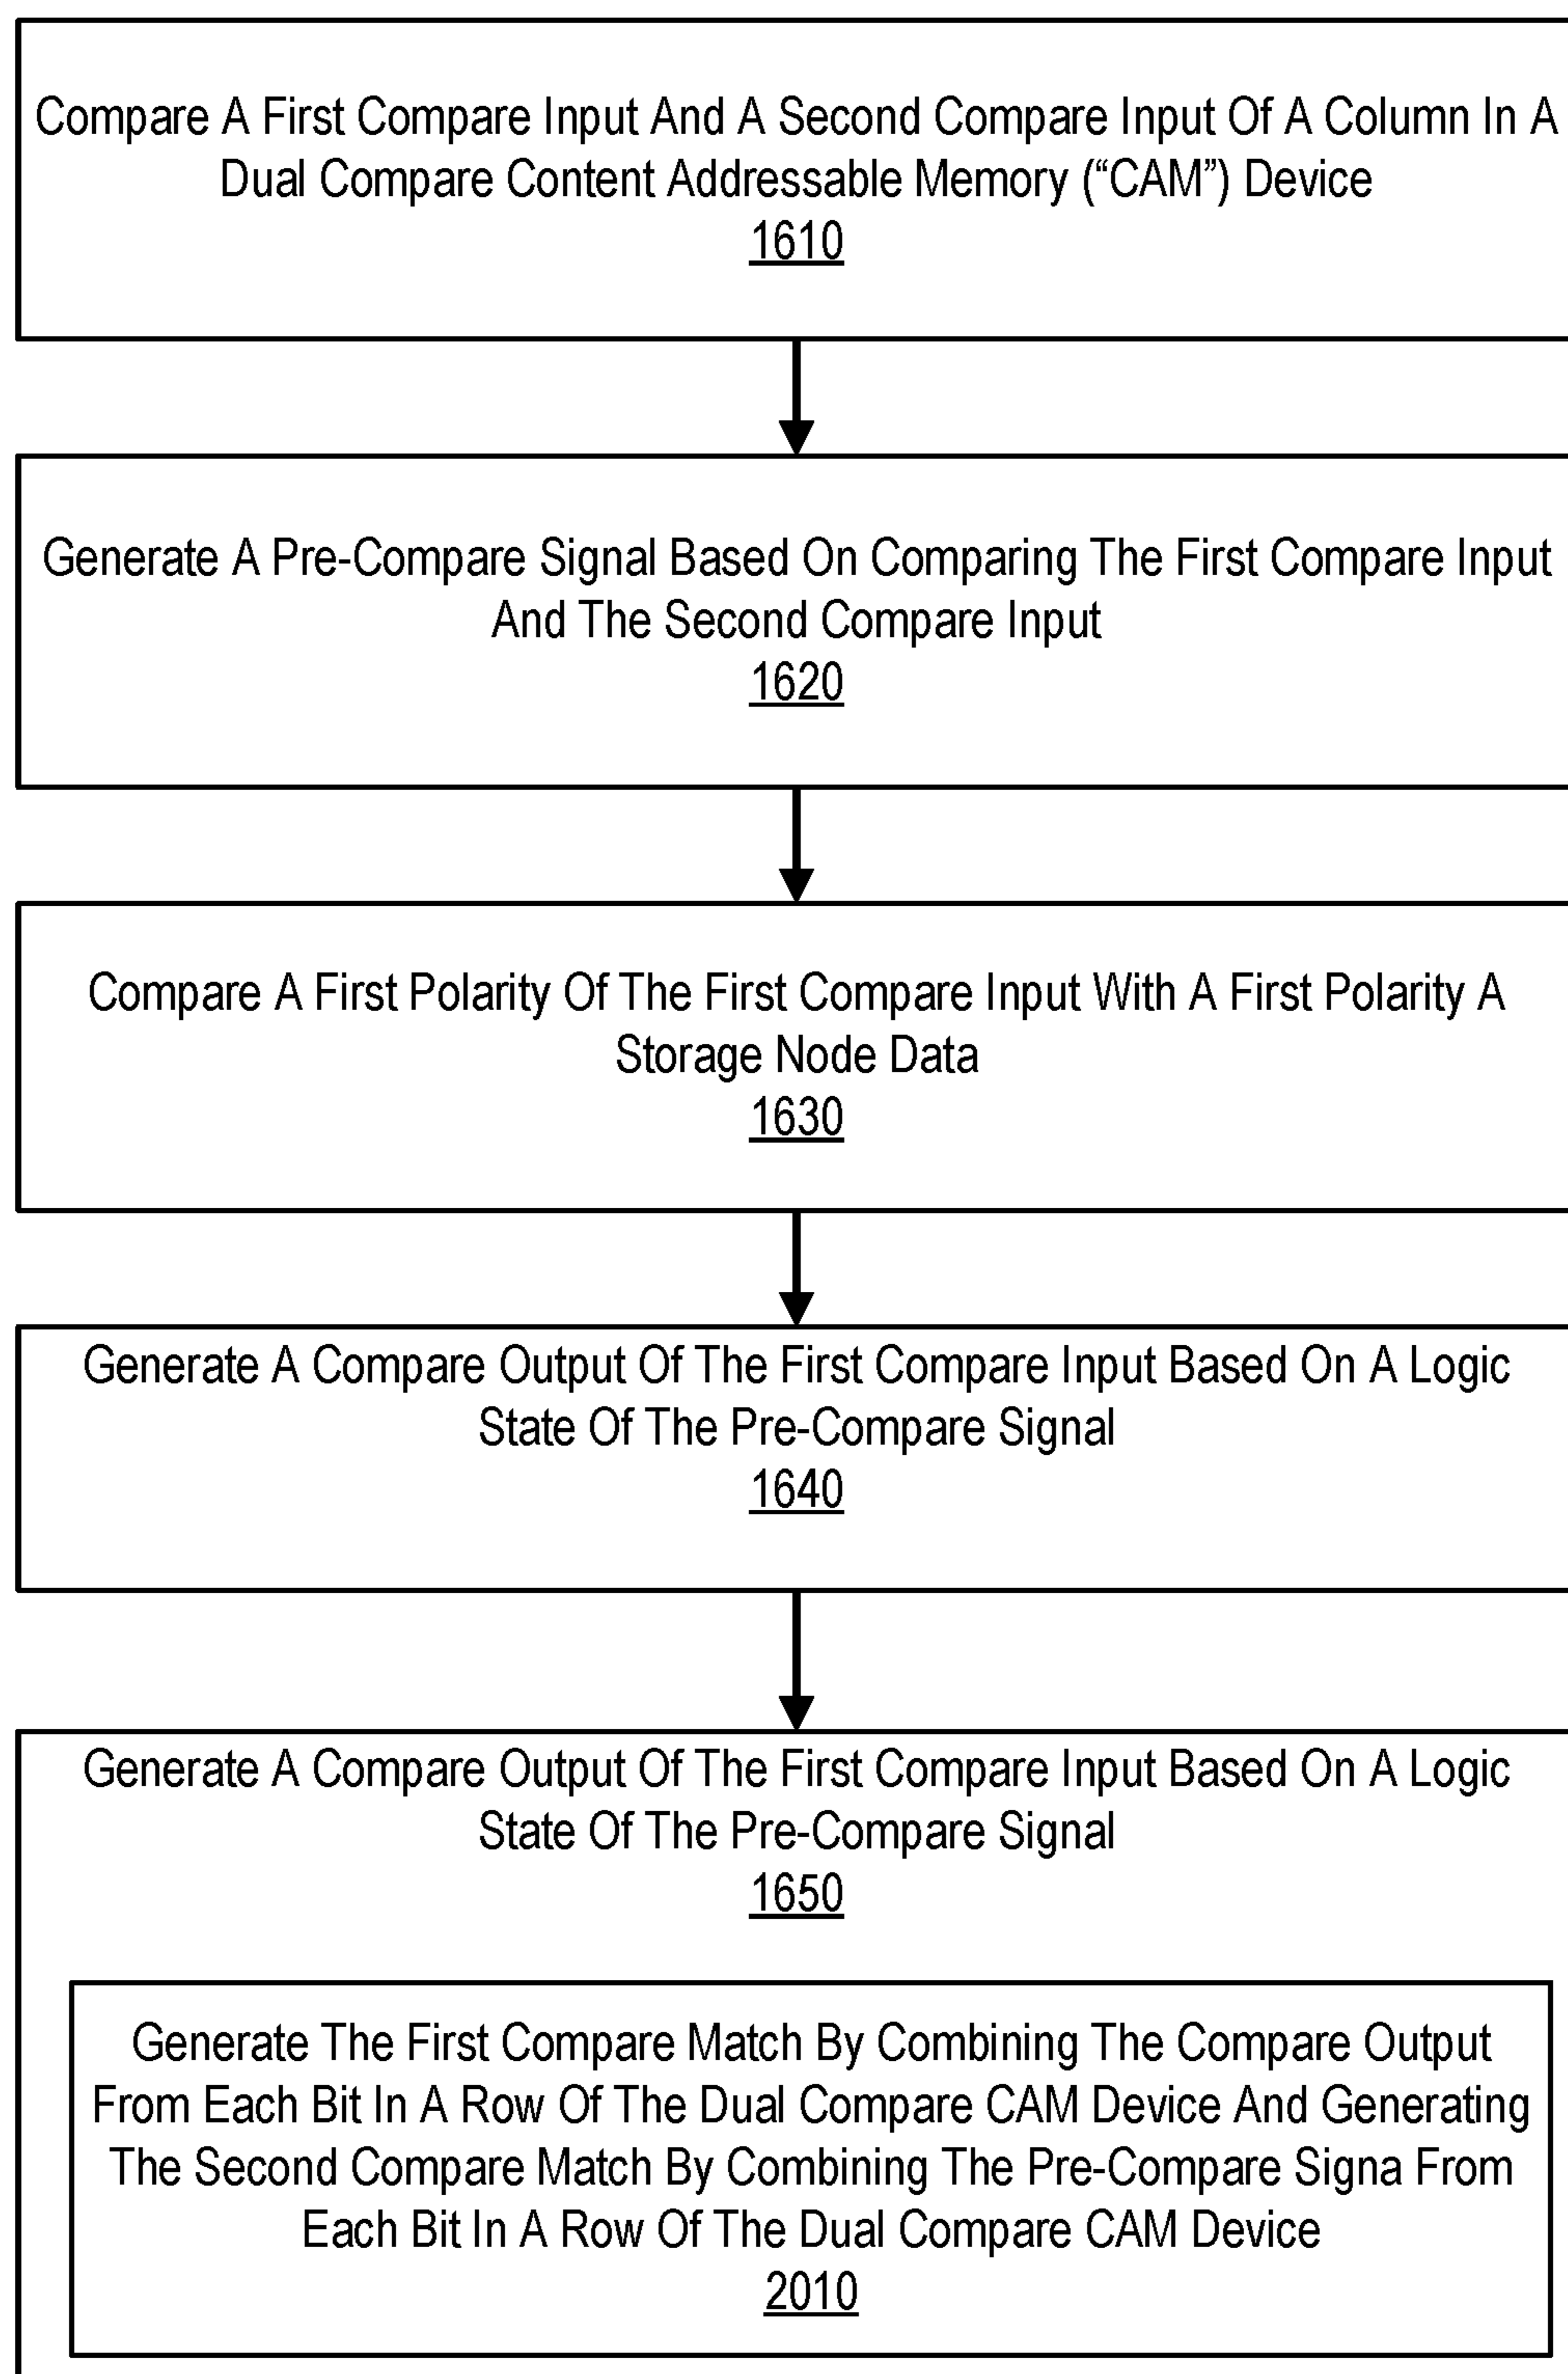 Compare A First Compare Input And A Second Compare Input Of A Column In A
Dual Compare Content Addressable Memory (“CAM”) Device
1610
Generate A Pre-Compare Signal Based On Comparing The First Compare Input
And The Second Compare Input
1620
Compare A First Polarity Of The First Compare Input With A First Polarity A
Storage Node Data
1630
Generate A Compare Output Of The First Compare Input Based On A Logic
State Of The Pre-Compare Signal
1640
Generate A Compare Output Of The First Compare Input Based On A Logic
State Of The Pre-Compare Signal
1650
Generate The First Compare Match By Combining The Compare Output
From Each Bit In A Row Of The Dual Compare CAM Device And Generating
The Second Compare Match By Combining The Pre-Compare Signa From
Each Bit In A Row Of The Dual Compare CAM Device
2010